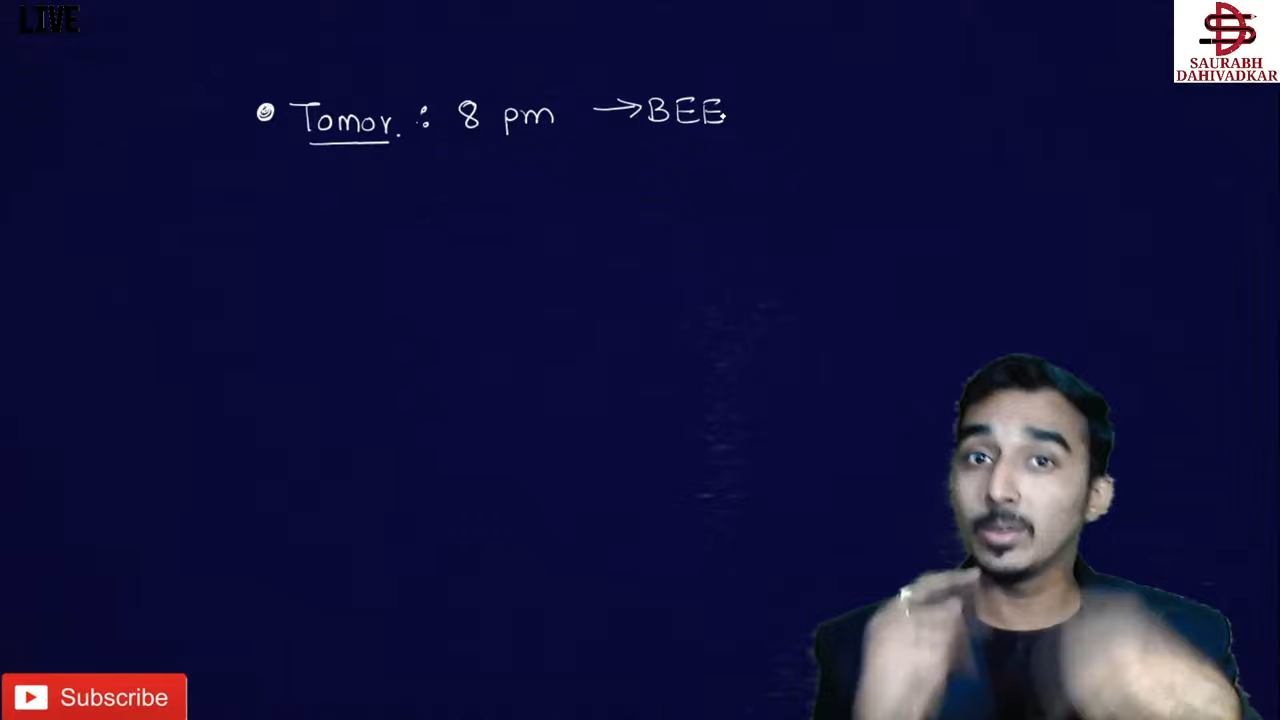 LIVE
SAURABH
DAHIVADKAR
Tomor. : 8 pm → BEE
Subscribe